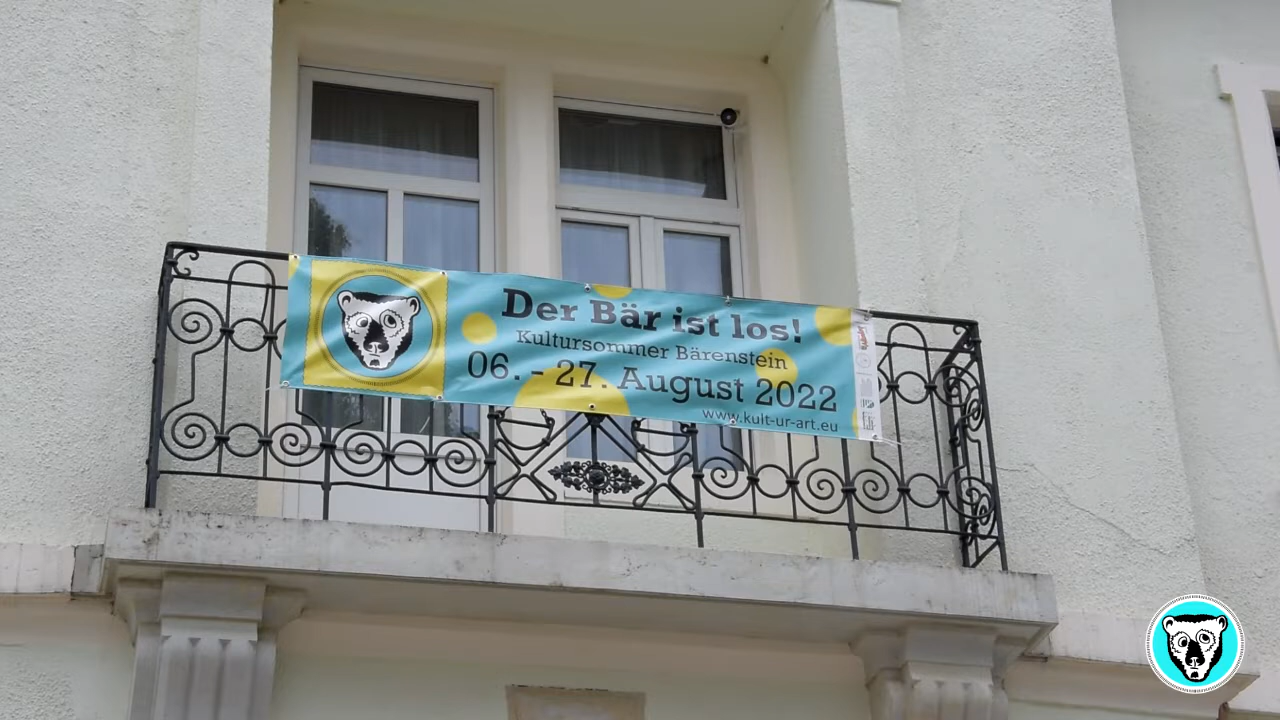 Der Bär ist los!
Kultursommer Bärenstein
06. - 27. August 2022
www.kult-ur-art.eu